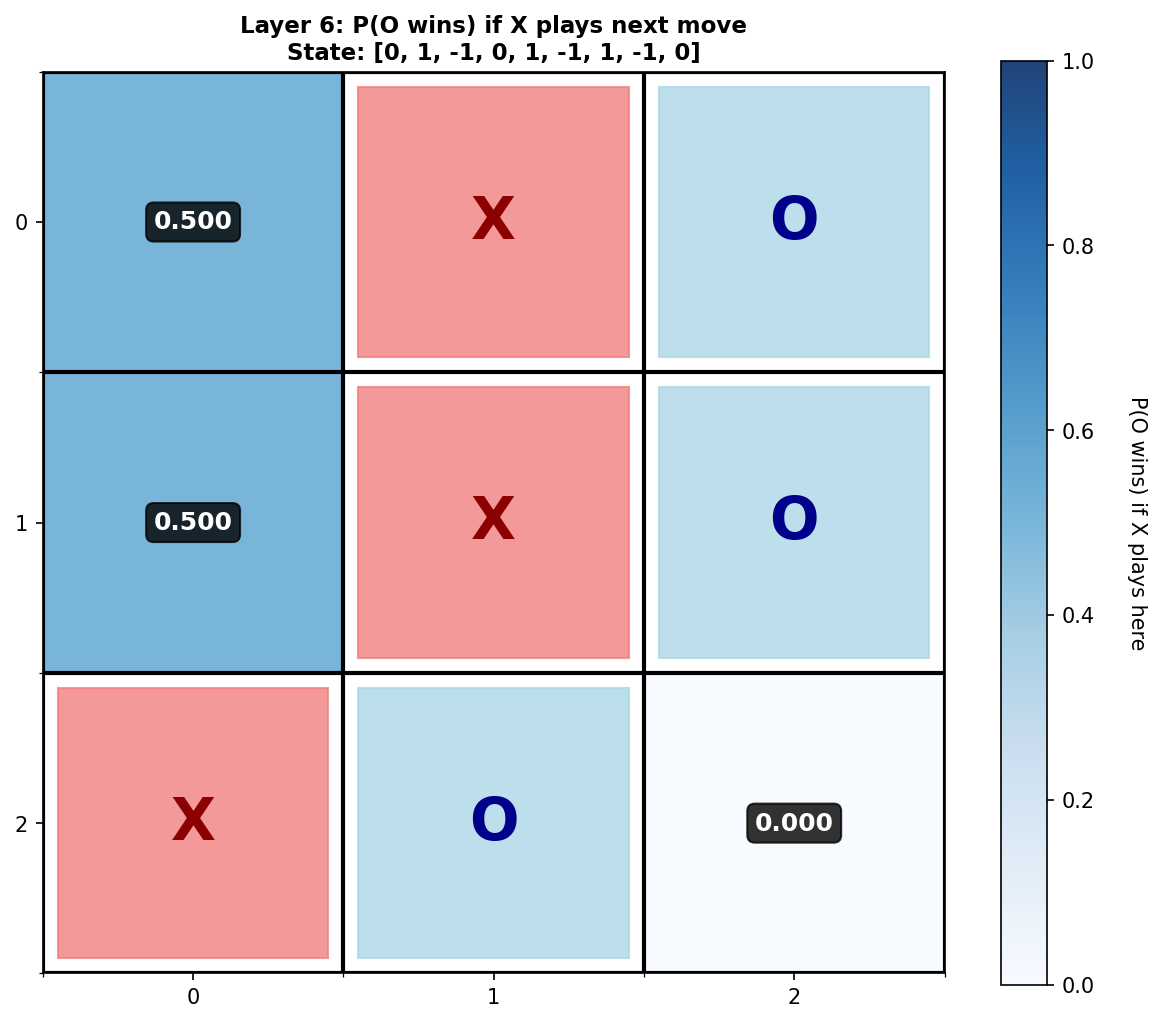 Layer 6: P(O wins) if X plays next move
State: [0, 1, -1, 0, 1, -1, 1, -1, 0]
0
0.500
X
O
1
0.500
X
O
2
X
O
0.000
0
1
2
1.0
0.8
0.6
0.4
0.2
0.0
P(O wins) if X plays here